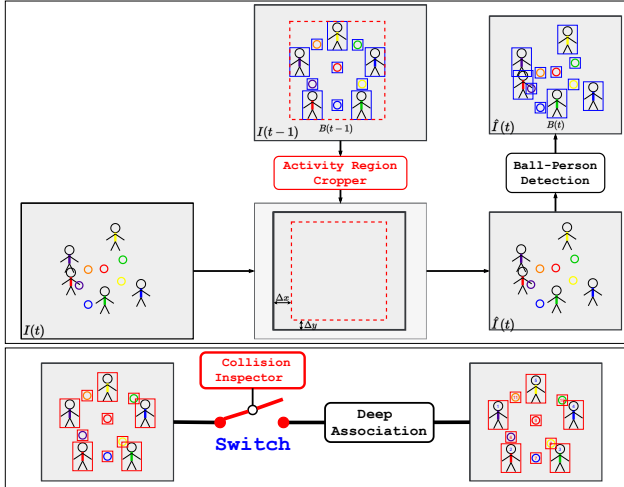 I(t−1)
B(t−1)
Î(t)
B(t)
Activity Region
Cropper
Ball-Person
Detection
I(t)
Δx
Δy
Î(t)
Collision
Inspector
Switch
Deep
Association